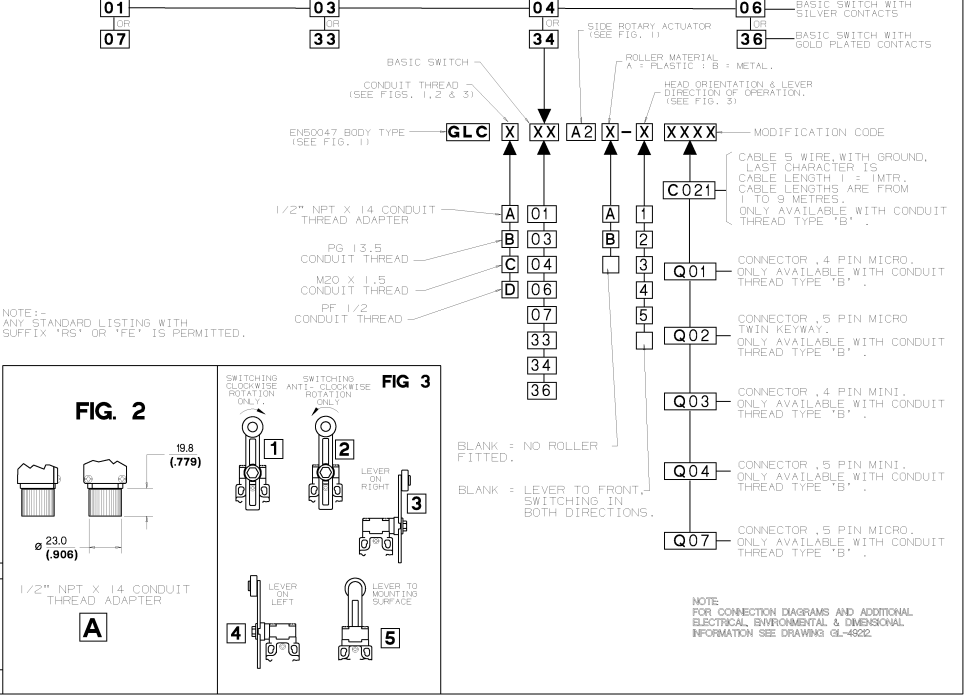 01
03
04
06
BASIC SWITCH WITH
SILVER CONTACTS
OR
OR
OR
OR
07
33
34
36
BASIC SWITCH WITH
GOLD PLATED CONTACTS
SIDE ROTARY ACTUATOR
(SEE FIG. 1)
BASIC SWITCH
ROLLER MATERIAL
A = PLASTIC : B = METAL.
CONDUIT THREAD
(SEE FIGS. 1,2 & 3)
HEAD ORIENTATION & LEVER
DIRECTION OF OPERATION.
(SEE FIG. 3)
EN50047 BODY TYPE
(SEE FIG. 1)
GLC X XX A2 X-X XXXX
MODIFICATION CODE
C021
CABLE 5 WIRE, WITH GROUND,
LAST CHARACTER IS
CABLE LENGTH 1 = 1MTR.
CABLE LENGTHS ARE FROM
1 TO 9 METRES.
ONLY AVAILABLE WITH CONDUIT
THREAD TYPE 'B' .
1/2" NPT X 14 CONDUIT
THREAD ADAPTER
A
01
A
1
PG 13.5
CONDUIT THREAD
B
03
B
2
M20 X 1.5
CONDUIT THREAD
C
04
3
PF 1/2
CONDUIT THREAD
D
06
4
07
5
33
34
36
Q01
CONNECTOR ,4 PIN MICRO.
ONLY AVAILABLE WITH CONDUIT
THREAD TYPE 'B' .
Q02
CONNECTOR ,5 PIN MICRO
TWIN KEYWAY.
ONLY AVAILABLE WITH CONDUIT
THREAD TYPE 'B' .
Q03
CONNECTOR ,4 PIN MINI.
ONLY AVAILABLE WITH CONDUIT
THREAD TYPE 'B' .
Q04
CONNECTOR ,5 PIN MINI.
ONLY AVAILABLE WITH CONDUIT
THREAD TYPE 'B' .
Q07
CONNECTOR ,5 PIN MICRO.
ONLY AVAILABLE WITH CONDUIT
THREAD TYPE 'B' .
BLANK = NO ROLLER
FITTED.
BLANK = LEVER TO FRONT,
SWITCHING IN
BOTH DIRECTIONS.
NOTE:-
ANY STANDARD LISTING WITH
SUFFIX 'RS' OR 'FE' IS PERMITTED.
FIG. 2
19.8
(.779)
ø 23.0
(.906)
1/2" NPT X 14 CONDUIT
THREAD ADAPTER
A
FIG 3
SWITCHING
CLOCKWISE
ROTATION
ONLY.
SWITCHING
ANTI- CLOCKWISE
ROTATION
ONLY
1
2
LEVER
ON
RIGHT
3
LEVER
ON
LEFT
4
LEVER TO
MOUNTING
SURFACE
5
NOTE:
FOR CONNECTION DIAGRAMS AND ADDITIONAL
ELECTRICAL, ENVIRONMENTAL & DIMENSIONAL
INFORMATION SEE DRAWING GL-49212.